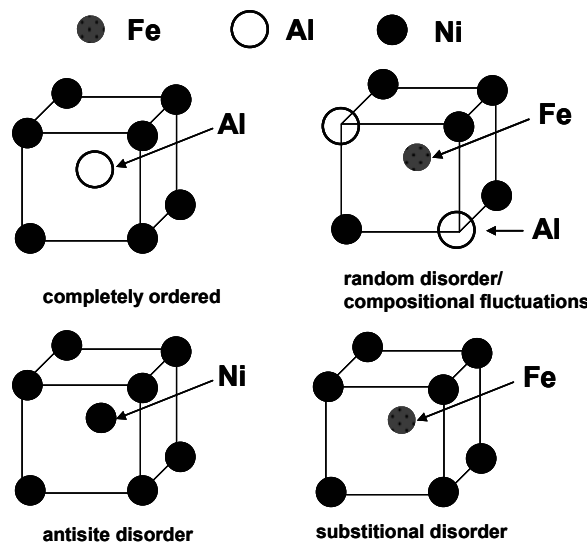 Fe Al Ni
Al
Fe
Al
completely ordered
random disorder/
compositional fluctuations
Ni
Fe
antisite disorder
substitional disorder